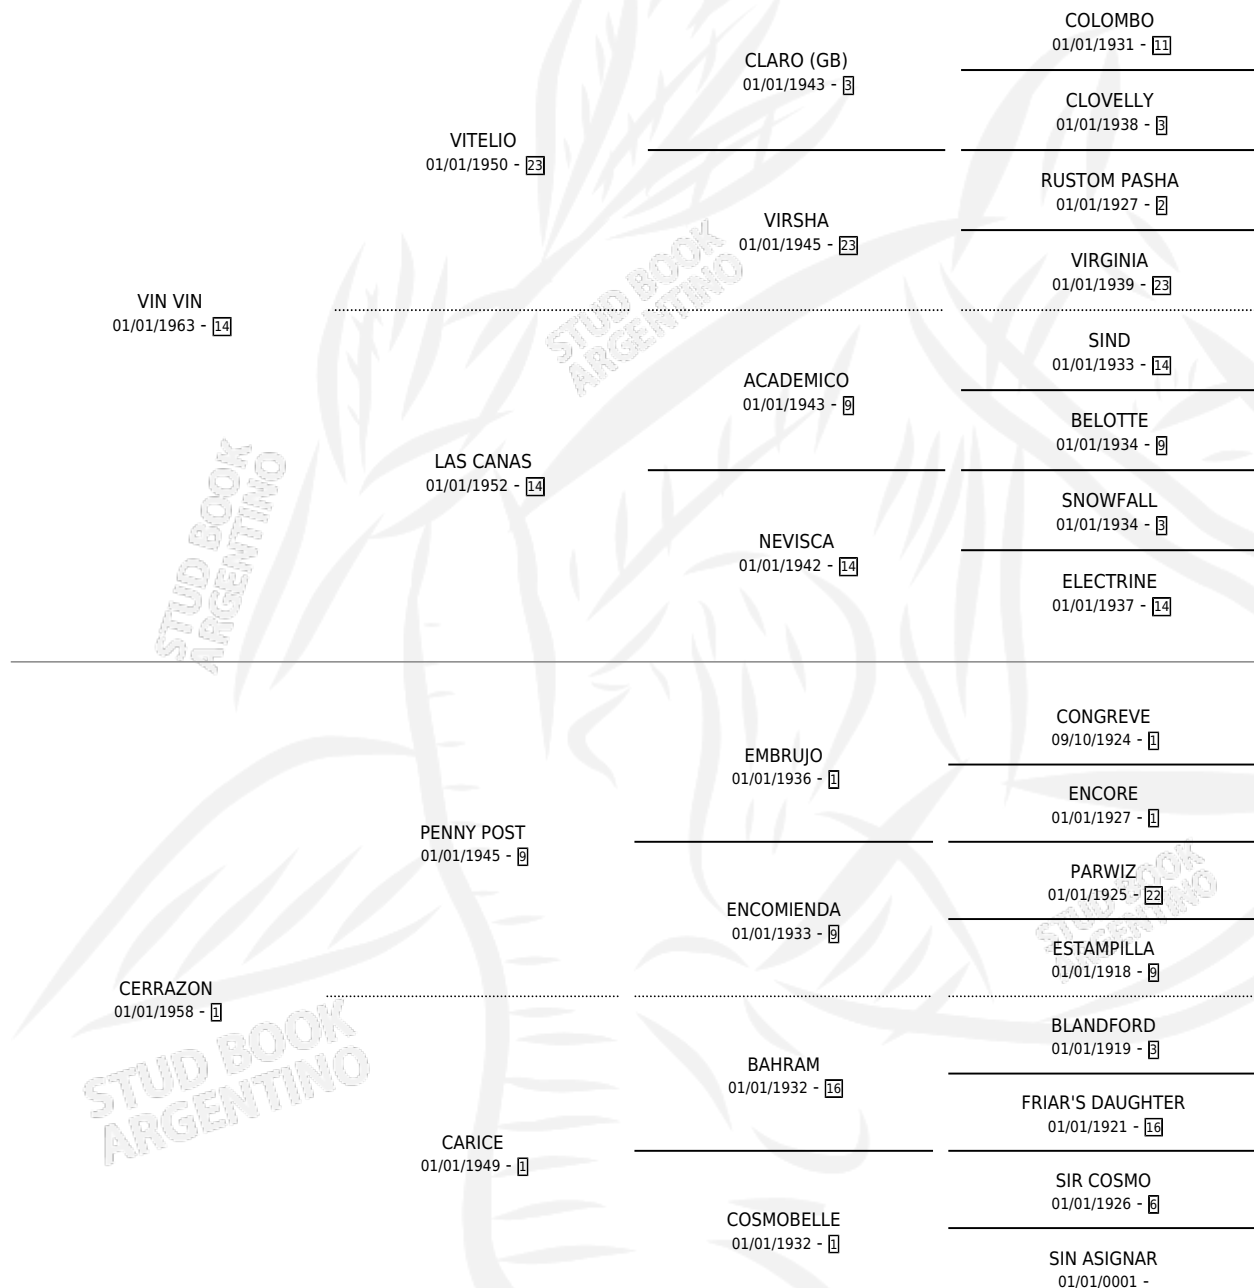 COLOMBO
01/01/1931 - 11
CLARO (GB)
01/01/1943 - 3
CLOVELLY
01/01/1938 - 3
VITELIO
01/01/1950 - 23
RUSTOM PASHA
01/01/1927 - 2
VIRSHA
01/01/1945 - 23
VIRGINIA
01/01/1939 - 23
VIN VIN
01/01/1963 - 14
SIND
01/01/1933 - 14
ACADEMICO
01/01/1943 - 9
BELOTTE
01/01/1934 - 9
LAS CANAS
01/01/1952 - 14
SNOWFALL
01/01/1934 - 3
NEVISCA
01/01/1942 - 14
ELECTRINE
01/01/1937 - 14
CONGREVE
09/10/1924 - 1
EMBRUJO
01/01/1936 - 1
ENCORE
01/01/1927 - 1
PENNY POST
01/01/1945 - 9
PARWIZ
01/01/1925 - 22
ENCOMIENDA
01/01/1933 - 9
ESTAMPILLA
01/01/1918 - 9
CERRAZON
01/01/1958 - 1
BLANDFORD
01/01/1919 - 3
BAHRAM
01/01/1932 - 16
FRIAR'S DAUGHTER
01/01/1921 - 16
CARICE
01/01/1949 - 1
SIR COSMO
01/01/1926 - 6
COSMOBELLE
01/01/1932 - 1
SIN ASIGNAR
01/01/0001 -
STUD BOOK
ARGENTINO
STUD BOOK
ARGENTINO
STUD BOOK
ARGENTINO
STUD BOOK
ARGENTINO